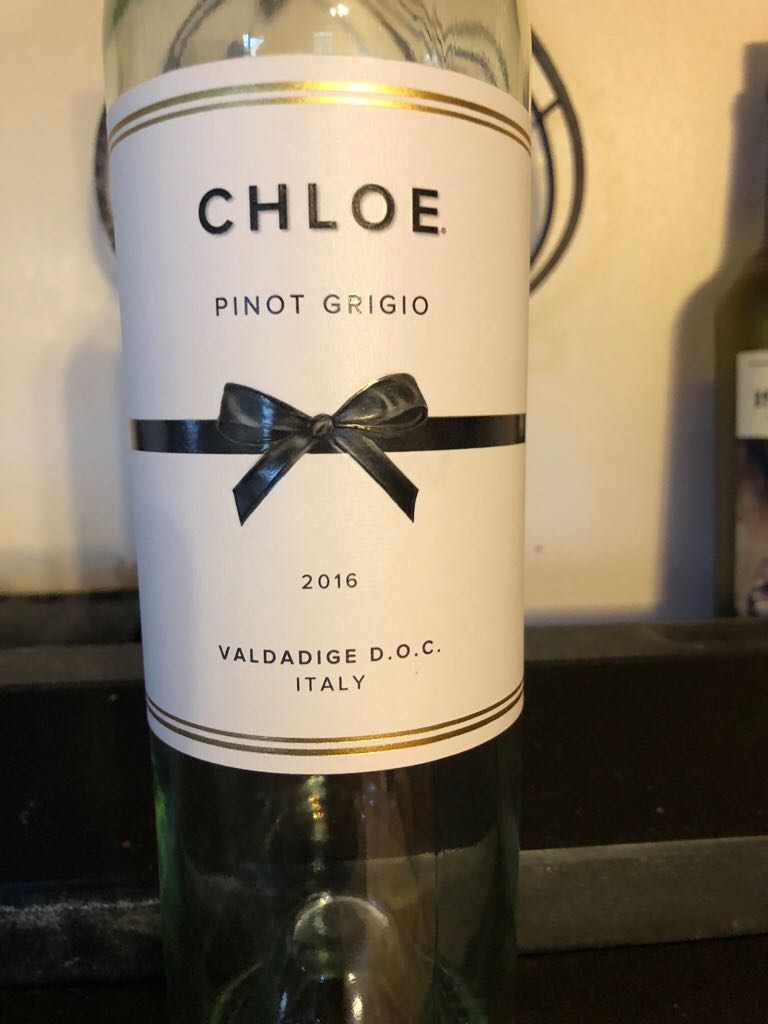 CHLOE.
PINOT GRIGIO
2016
VALDADIGE D.O.C.
ITALY